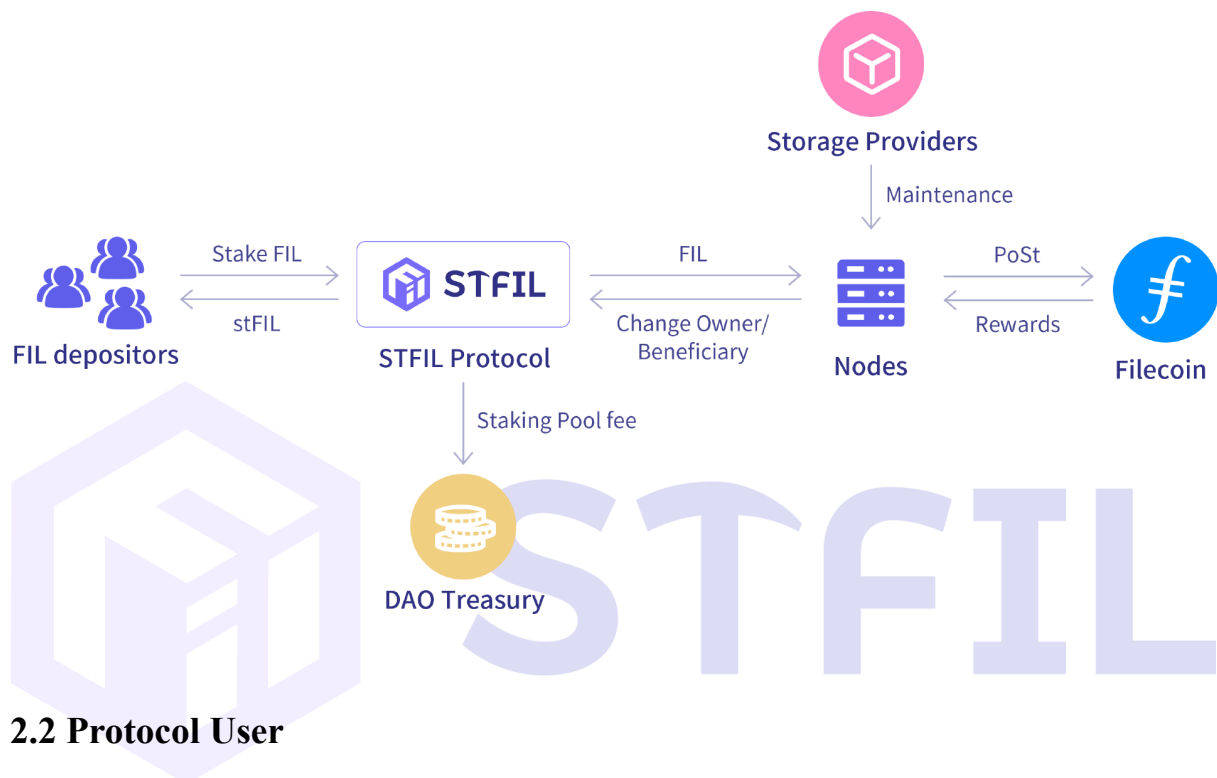 Storage Providers
Maintenance
Stake FIL
stFIL
FIL depositors
STFIL
STFIL Protocol
FIL
Change Owner/
Beneficiary
Nodes
PoSt
Rewards
Filecoin
Staking Pool fee
DAO Treasury
STFIL
2.2 Protocol User